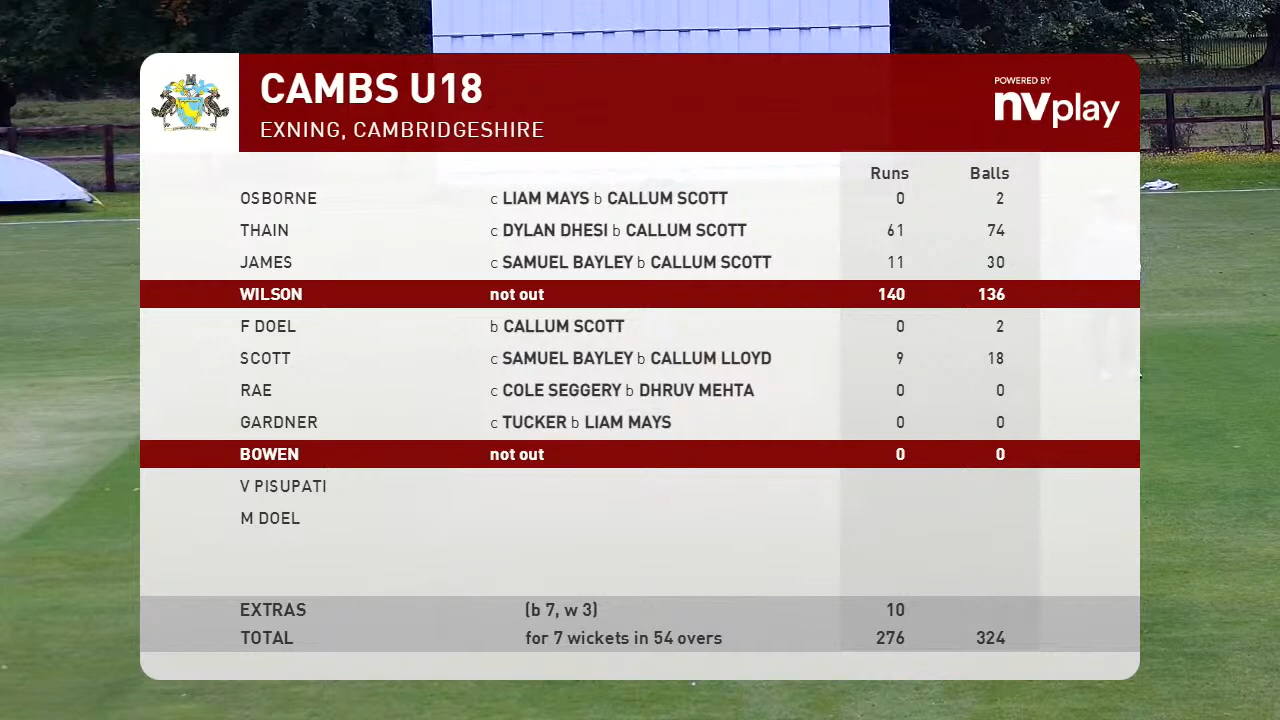 CAMBS U18
EXNING, CAMBRIDGESHIRE
POWERED BY
nvplay
Runs Balls
OSBORNE c LIAM MAYS b CALLUM SCOTT 0 2
THAIN c DYLAN DHESI b CALLUM SCOTT 61 74
JAMES c SAMUEL BAYLEY b CALLUM SCOTT 11 30
WILSON not out 140 136
F DOEL b CALLUM SCOTT 0 2
SCOTT c SAMUEL BAYLEY b CALLUM LLOYD 9 18
RAE c COLE SEGGERY b DHRUV MEHTA 0 0
GARDNER c TUCKER b LIAM MAYS 0 0
BOWEN not out 0 0
V PISUPATI
M DOEL
EXTRAS (b 7, w 3) 10
TOTAL for 7 wickets in 54 overs 276 324